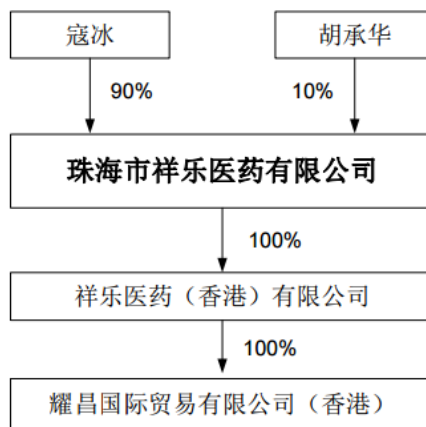 寇冰
胡承华
90%
10%
珠海市祥乐医药有限公司
100%
祥乐医药（香港）有限公司
100%
耀昌国际贸易有限公司（香港）